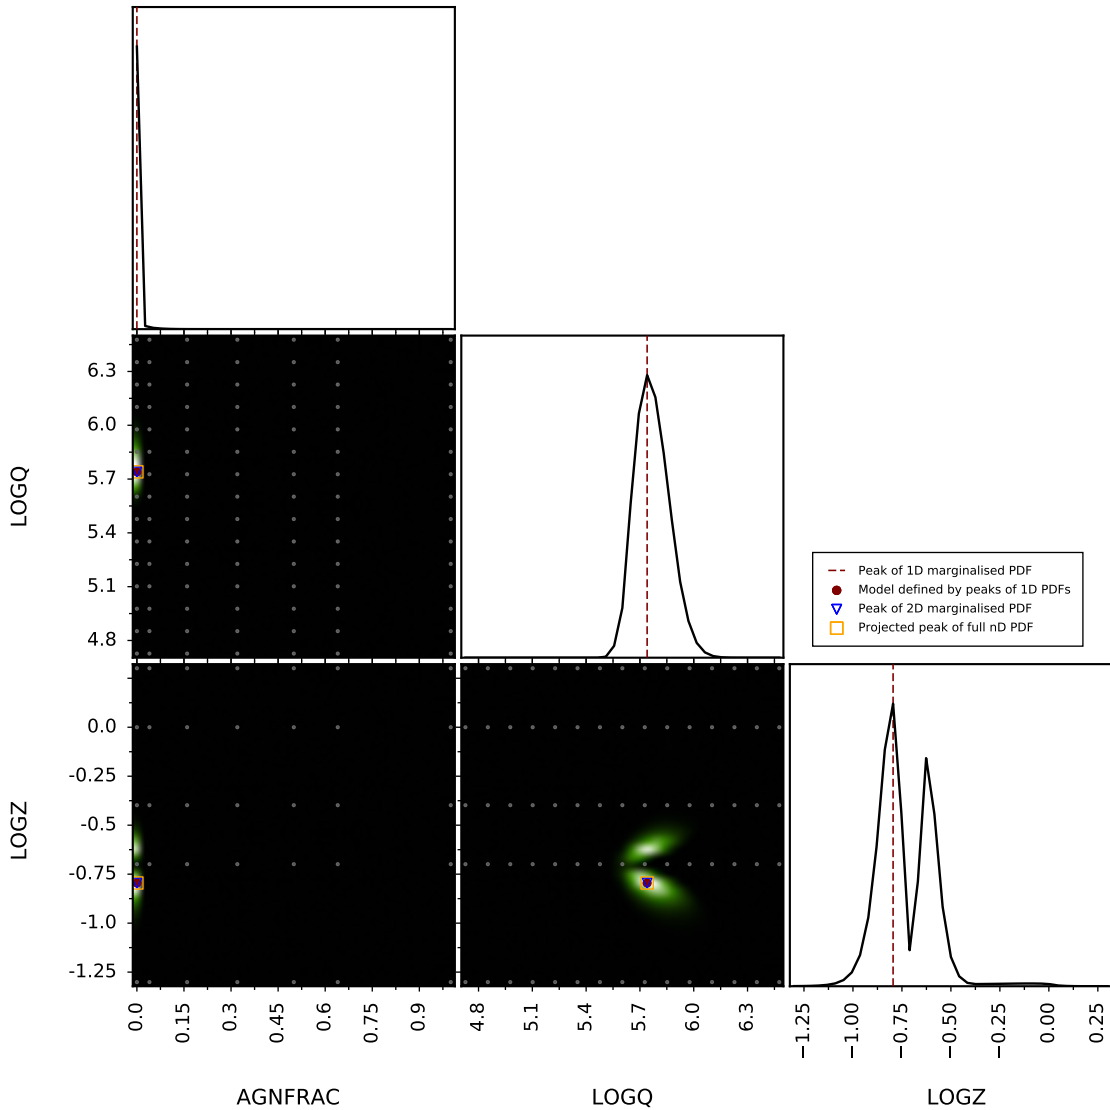 6.3
6.0
5.7
5.4
5.1
4.8
LOGQ
Peak of 1D marginalised PDF
Model defined by peaks of 1D PDFs
Peak of 2D marginalised PDF
Projected peak of full nD PDF
0.0
-0.25
-0.5
-0.75
-1.0
-1.25
LOGZ
0.0 0.15 0.3 0.45 0.6 0.75 0.9
4.8 5.1 5.4 5.7 6.0 6.3
−1.25 −1.00 −0.75 −0.50 −0.25 0.00 0.25
AGNFRAC LOGQ LOGZ